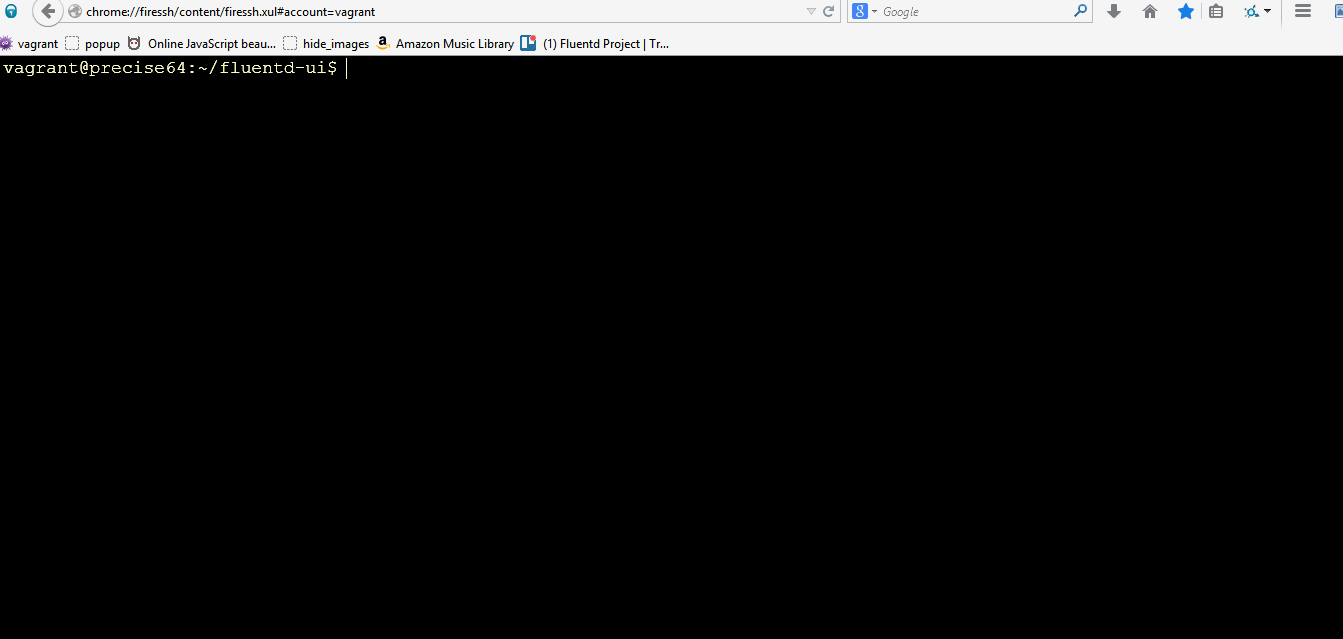 chrome://firessh/content/firessh.xul#account=vagrant
8 Google
vagrant popup Online JavaScript beau... hide_images a Amazon Music Library (1) Fluentd Project | Tr...
vagrant@precise64:~/fluentd-ui$